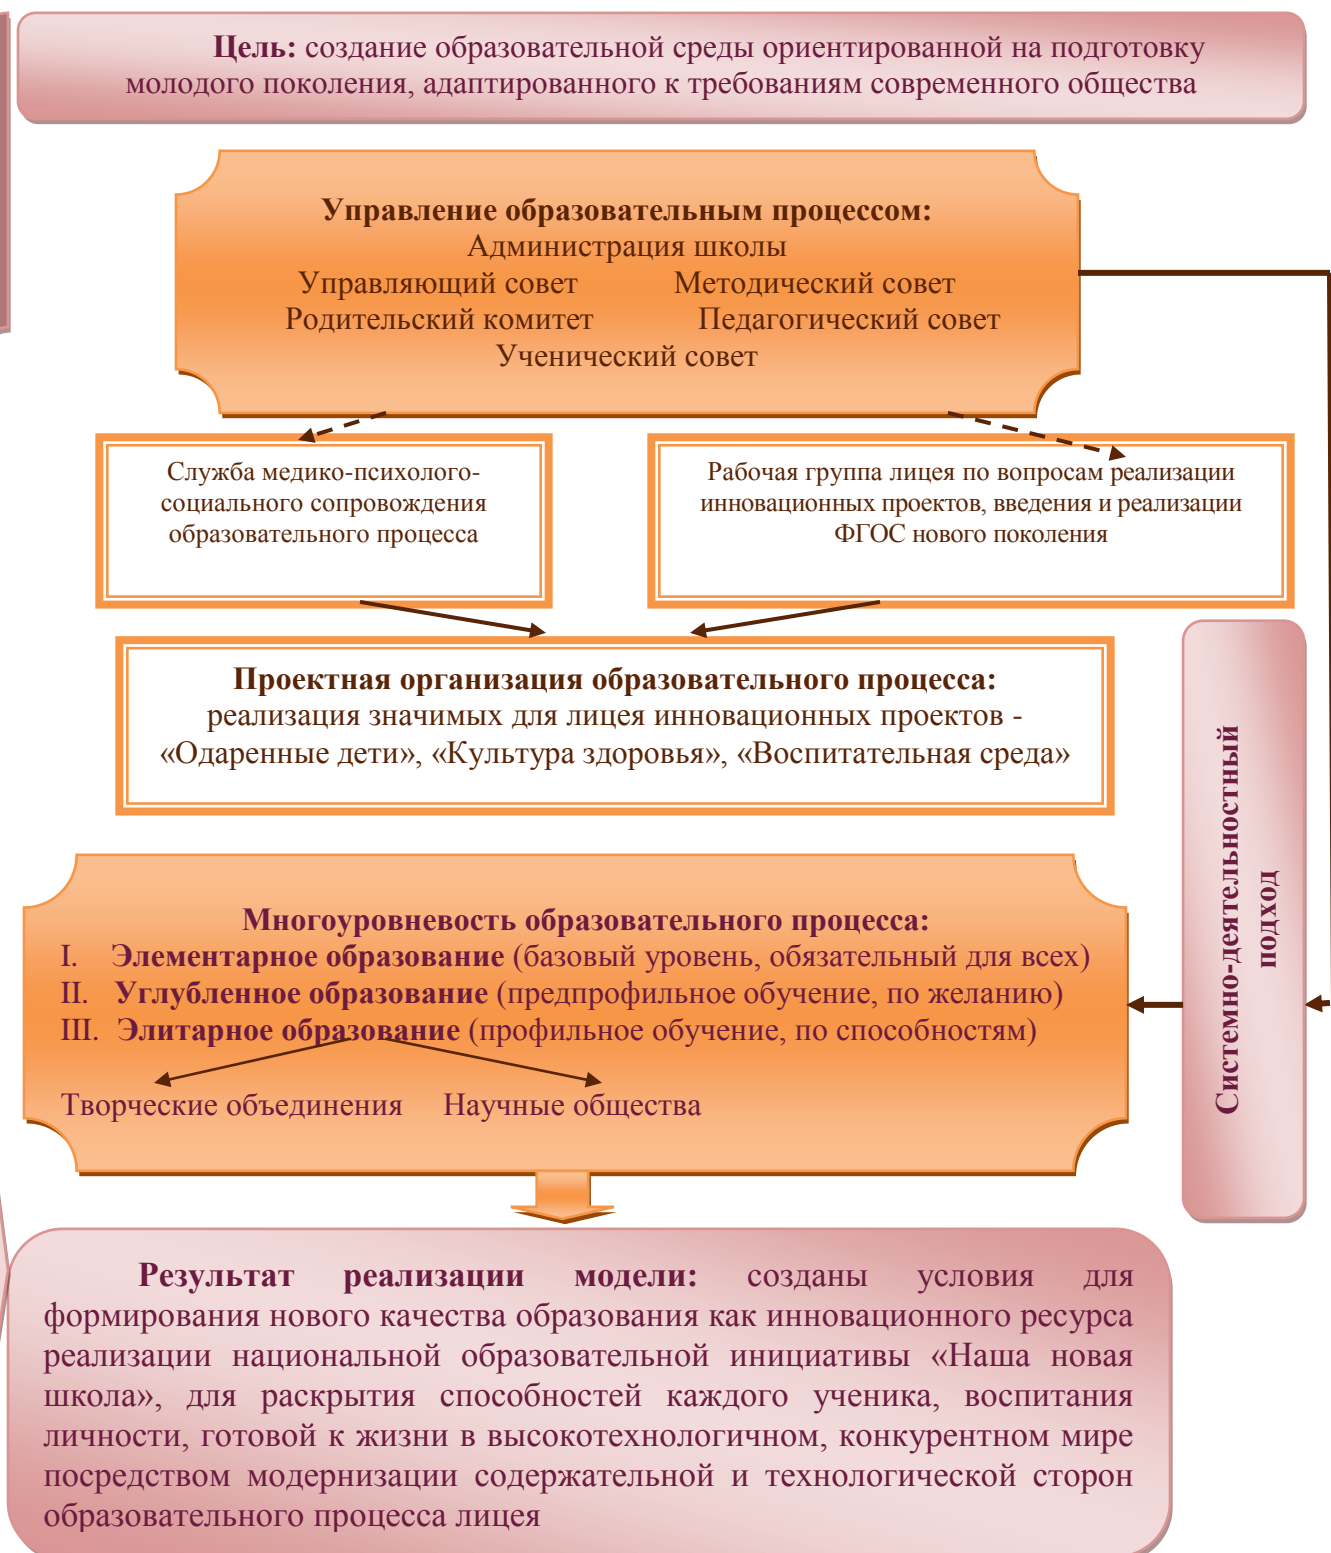 Цель: создание образовательной среды ориентированной на подготовку
молодого поколения, адаптированного к требованиям современного общества
Управление образовательным процессом:
Администрация школы
Управляющий совет Методический совет
Родительский комитет Педагогический совет
Ученический совет
Служба медико-психолого-
социального сопровождения
образовательного процесса
Рабочая группа лицея по вопросам реализации
инновационных проектов, введения и реализации
ФГОС нового поколения
Проектная организация образовательного процесса:
реализация значимых для лицея инновационных проектов -
«Одаренные дети», «Культура здоровья», «Воспитательная среда»
Системно-деятельностный
подход
Многоуровневость образовательного процесса:
I. Элементарное образование (базовый уровень, обязательный для всех)
II. Углубленное образование (предпрофильное обучение, по желанию)
III. Элитарное образование (профильное обучение, по способностям)
Творческие объединения Научные общества
Результат реализации модели: созданы условия для
формирования нового качества образования как инновационного ресурса
реализации национальной образовательной инициативы «Наша новая
школа», для раскрытия способностей каждого ученика, воспитания
личности, готовой к жизни в высокотехнологичном, конкурентном мире
посредством модернизации содержательной и технологической сторон
образовательного процесса лицея